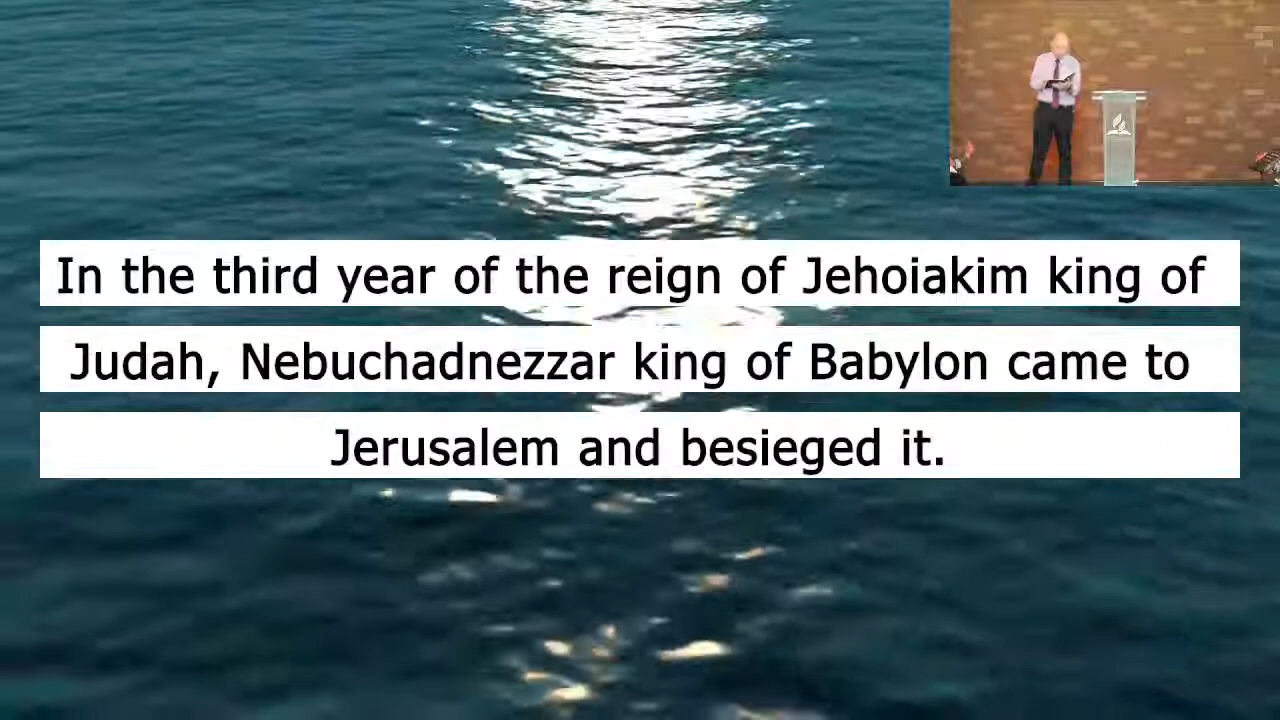 In the third year of the reign of Jehoiakim king of
Judah, Nebuchadnezzar king of Babylon came to
Jerusalem and besieged it.